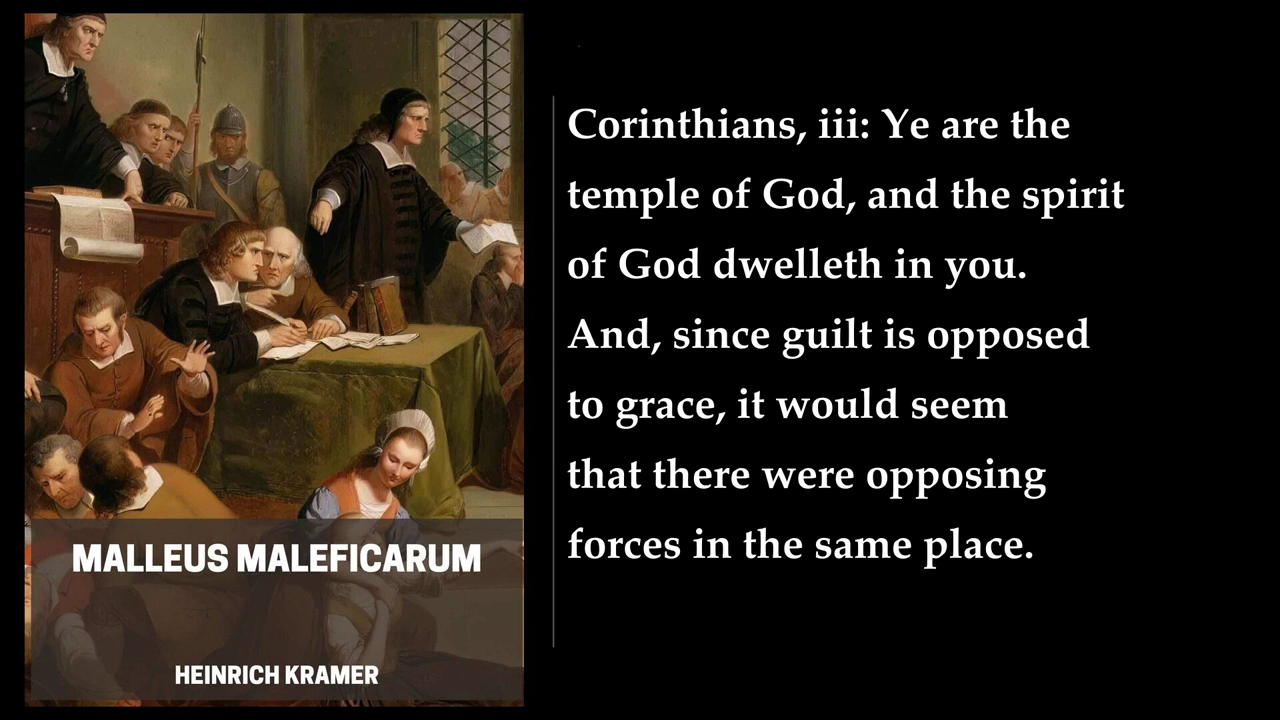 MALLEUS MALEFICARUM
HEINRICH KRAMER
Corinthians, iii: Ye are the
temple of God, and the spirit
of God dwelleth in you.
And, since guilt is opposed
to grace, it would seem
that there were opposing
forces in the same place.